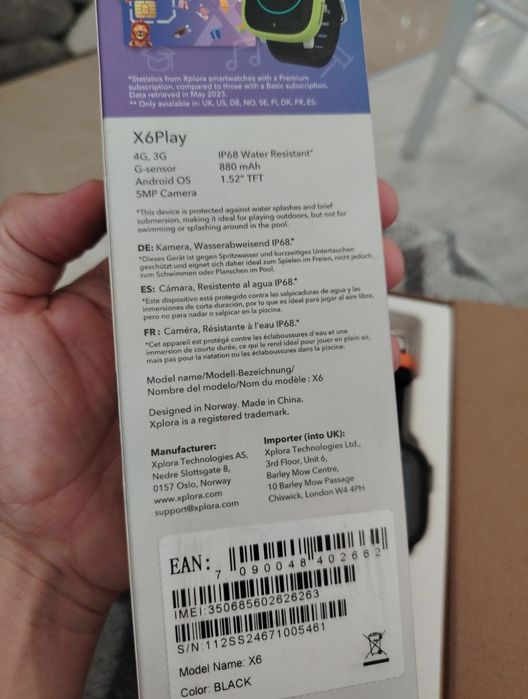 *Statistics from Xplora smartwatches with a Premium
subscription, compared to those with a Basic subscription.
Data retrieved in May 2023.
** Only avialable in: UK, US, DE, NO, SE, FI, DK, FR, ES.
X6Play
4G, 3G
G-sensor
Android OS
5MP Camera
IP68 Water Resistant*
880 mAh
1.52" TFT
*This device is protected against water splashes and brief
submersion, making it ideal for playing outdoors, but not for
swimming or splashing around in the pool.
DE: Kamera, Wasserabweisend IP68.*
*Dieses Gerät ist gegen Spritzwasser und kurzzeitiges Untertauchen
geschützt und eignet sich daher ideal zum Spielen im Freien, nicht jedoch
zum Schwimmen oder Planschen im Pool.
ES: Cámara, Resistente al agua IP68.*
*Este dispositivo está protegido contra las salpicaduras de agua y las
inmersiones de corta duración, por lo que es ideal para jugar al aire libre,
pero no para nadar o salpicar en la piscina.
FR: Caméra, Résistante à l'eau IP68.*
*Cet appareil est protégé contre les éclaboussures d'eau et une
immersion de courte durée, ce qui le rend idéal pour jouer en plein air,
mais pas pour la natation ou les éclaboussures dans la piscine.
Model name/Modell-Bezeichnung/
Nombre del modelo/Nom du modèle : X6
Designed in Norway. Made in China.
Xplora is a registered trademark.
Manufacturer:
Xplora Technologies AS,
Nedre Slottsgate 8,
0157 Oslo, Norway
www.xplora.com
support@xplora.com
Importer (into UK):
Xplora Technologies Ltd.,
3rd Floor, Unit 6,
Barley Mow Centre,
10 Barley Mow Passage
Chiswick, London W4 4PH
EAN: 7 090048 402662
IMEI:350685602626263
S/N:112SS24671005461
Model Name: X6
Color: BLACK